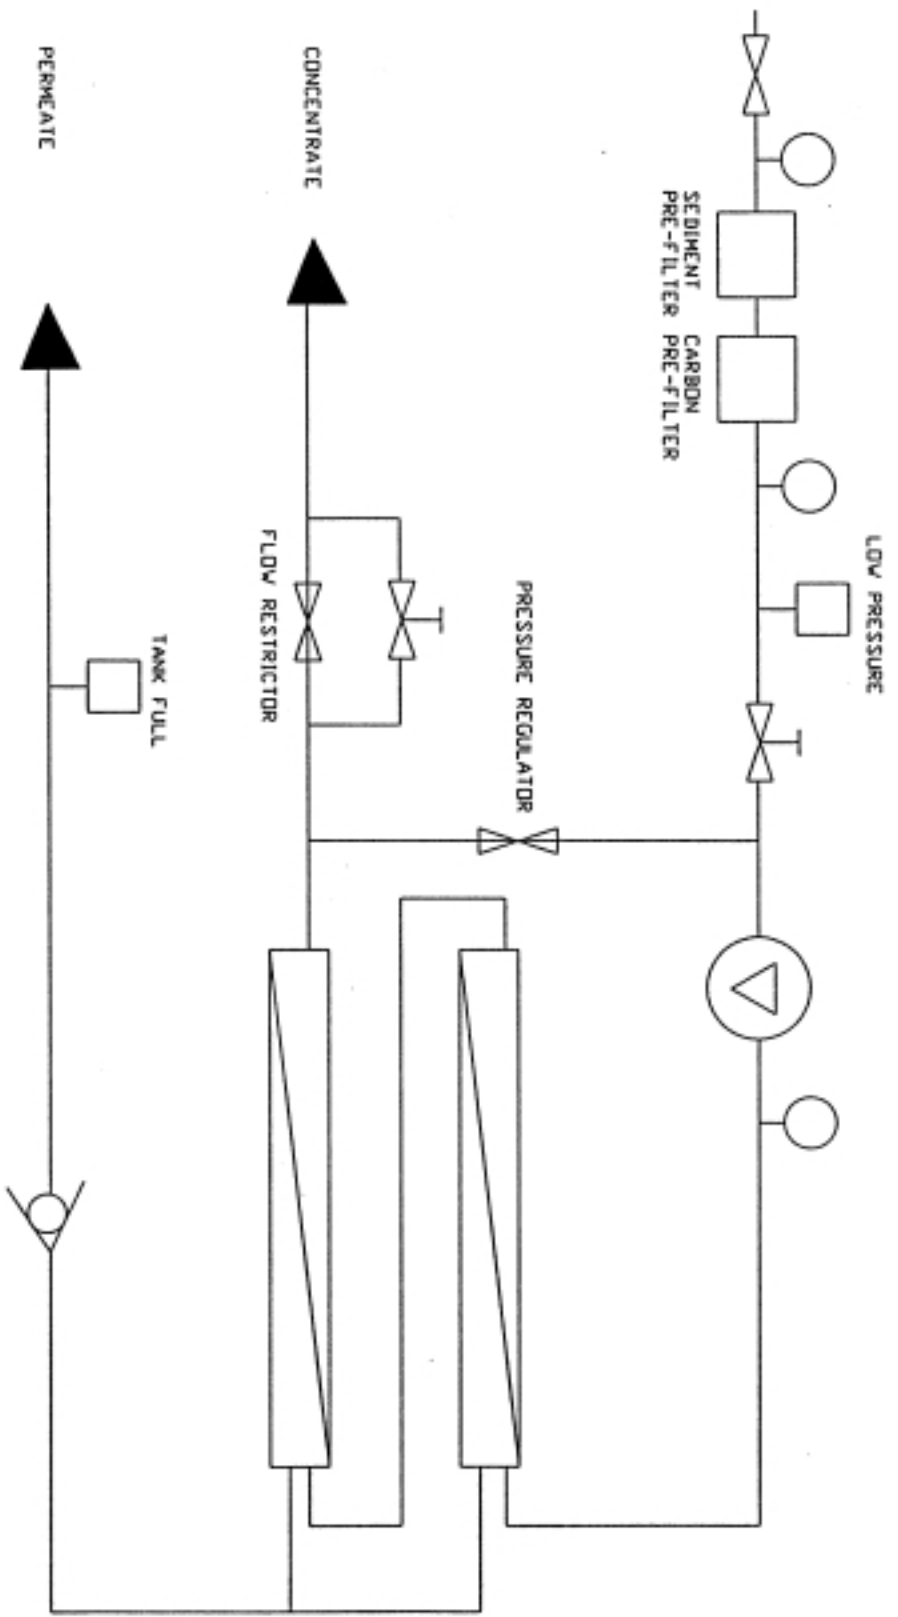 LOW PRESSURE
SEDIMENT
PRE-FILTER
CARBON
PRE-FILTER
PRESSURE REGULATOR
CONCENTRATE
FLOW RESTRICTOR
TANK FULL
PERMEATE